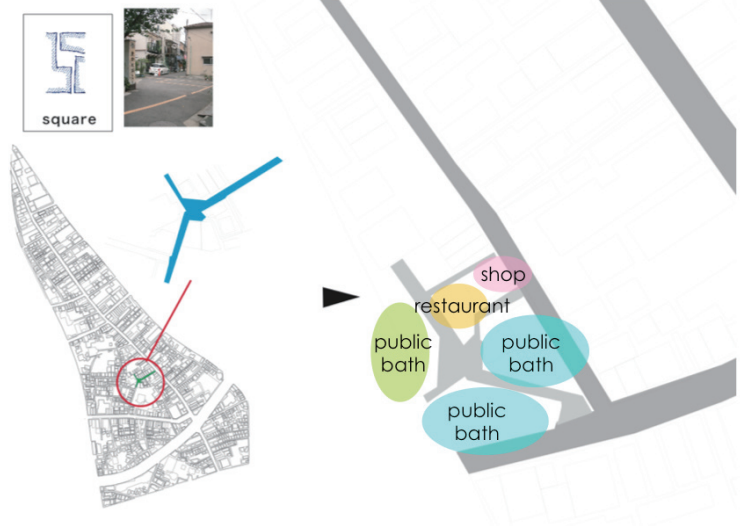 square
shop
restaurant
public
bath
public
bath
public
bath